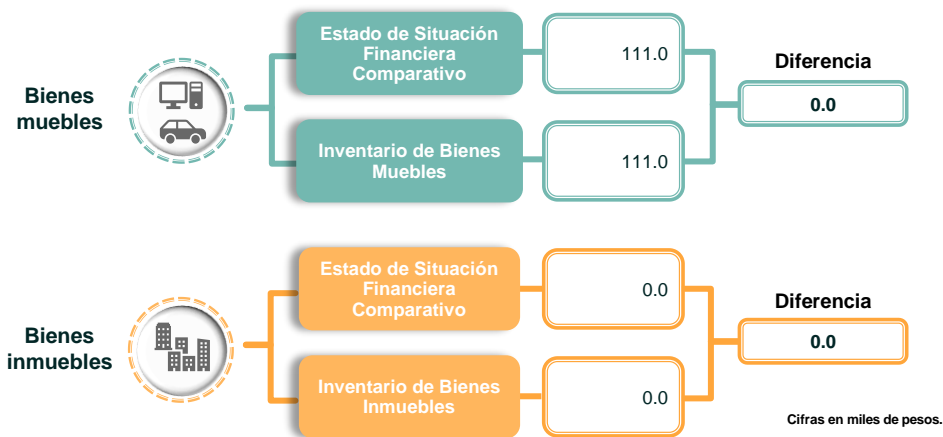 Bienes
muebles
Estado de Situación
Financiera
Comparativo
111.0
Inventario de Bienes
Muebles
111.0
Diferencia
0.0
Bienes
inmuebles
Estado de Situación
Financiera
Comparativo
0.0
Inventario de Bienes
Inmuebles
0.0
Diferencia
0.0
Cifras en miles de pesos.